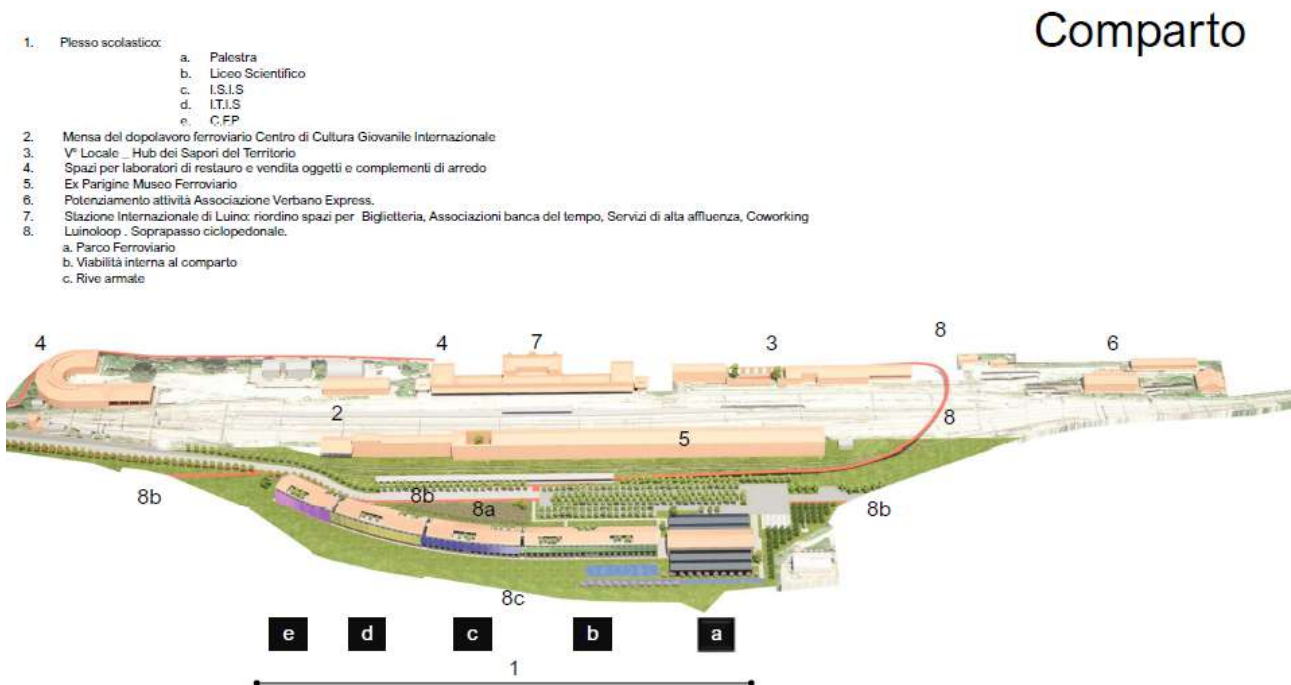 Comparto
1. Plesso scolastico:
a. Palestra
b. Liceo Scientifico
c. I.S.I.S
d. I.T.I.S
e. C.F.P
2. Mensa del dopolavoro ferroviario Centro di Cultura Giovanile Internazionale
3. V° Locale _ Hub dei Sapori del Territorio
4. Spazi per laboratori di restauro e vendita oggetti e complementi di arredo
5. Ex Parigine Museo Ferroviario
6. Potenziamento attività Associazione Verbano Express.
7. Stazione Internazionale di Luino: riordino spazi per Biglietteria, Associazioni banca del tempo, Servizi di alta affluenza, Coworking
8. Luinoloop . Soprapasso ciclopedonale.
a. Parco Ferroviario
b. Viabilità interna al comparto
c. Rive armate
4 4 7 3 8 6
2 5 8
8b 8b 8a 8b
8c
e d c b a
1